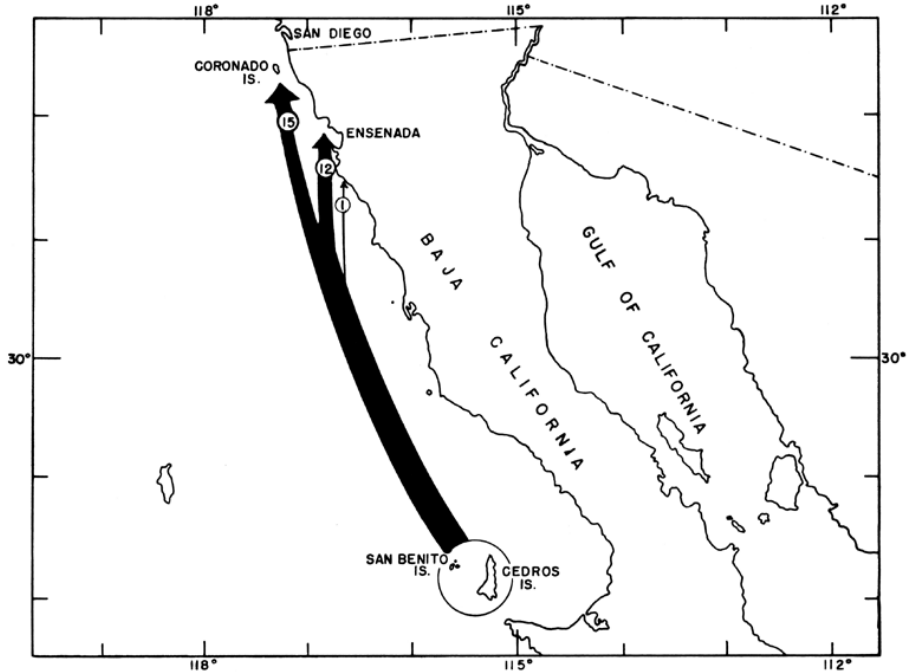 118°
115°
112°
SAN DIEGO
CORONADO
IS.
15
ENSENADA
12
1
BAJA
CALIFORNIA
GULF OF CALIFORNIA
30°
30°
SAN BENITO
IS.
CEDROS
IS.
118°
115°
112°